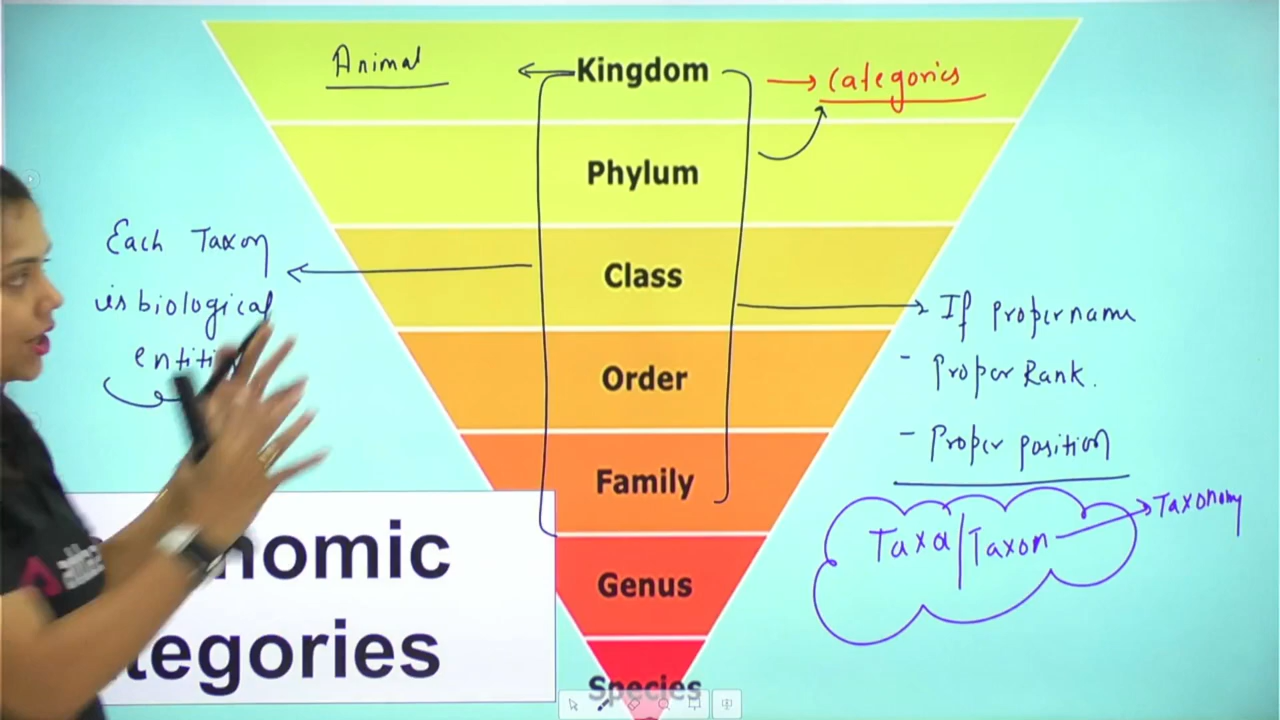 Animal
Kingdom
Categories
Phylum
Each Taxon
is biological
Class
If proper name
- Proper Rank.
Order
- Proper position
Family
Taxa | Taxon
Taxonomy
nomic
tegories
Genus
Species